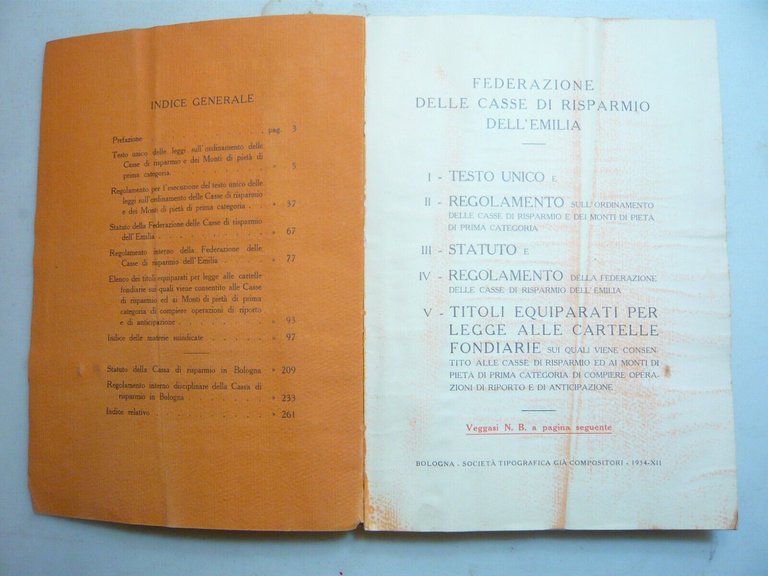 INDICE GENERALE
pag. 3
Prefazione
Testo unico delle leggi sull'ordinamento delle
Casse di risparmio e dei Monti di pietà di
prima categoria. . . . . . . . » 5
Regolamento per l'esecuzione del testo unico delle
leggi sull'ordinamento delle Casse di risparmio
e dei Monti di pietà di prima categoria . . » 37
Statuto della Federazione delle Casse di risparmio
dell'Emilia . . . . . . . . . » 67
Regolamento interno della Federazione delle
Casse di risparmio dell'Emilia . . . . » 77
Elenco dei titoli equiparati per legge alle cartelle
fondiarie sui quali viene consentito alle Casse
di risparmio ed ai Monti di pietà di prima
categoria di compiere operazioni di riporto
e di anticipazione . . . . . . . » 93
Indice delle materie suindicate . . . . » 97
Statuto della Cassa di risparmio in Bologna » 209
Regolamento interno disciplinare della Cassa di
risparmio in Bologna . . . . . . » 233
Indice relativo . . . . . . . . » 261
FEDERAZIONE
DELLE CASSE DI RISPARMIO
DELL'EMILIA
I - TESTO UNICO E
II - REGOLAMENTO SULL'ORDINAMENTO
DELLE CASSE DI RISPARMIO E DEI MONTI DI PIETA
DI PRIMA CATEGORIA
III - STATUTO E
IV - REGOLAMENTO DELLA FEDERAZIONE
DELLE CASSE DI RISPARMIO DELL'EMILIA
V - TITOLI EQUIPARATI PER
LEGGE ALLE CARTELLE
FONDIARIE SUI QUALI VIENE CONSEN-
TITO ALLE CASSE DI RISPARMIO ED AI MONTI DI
PIETA DI PRIMA CATEGORIA DI COMPIERE OPERA-
ZIONI DI RIPORTO E DI ANTICIPAZIONE
Veggasi N. B. a pagina seguente
BOLOGNA - SOCIETÀ TIPOGRAFICA GIÀ COMPOSITORI - 1934-XII